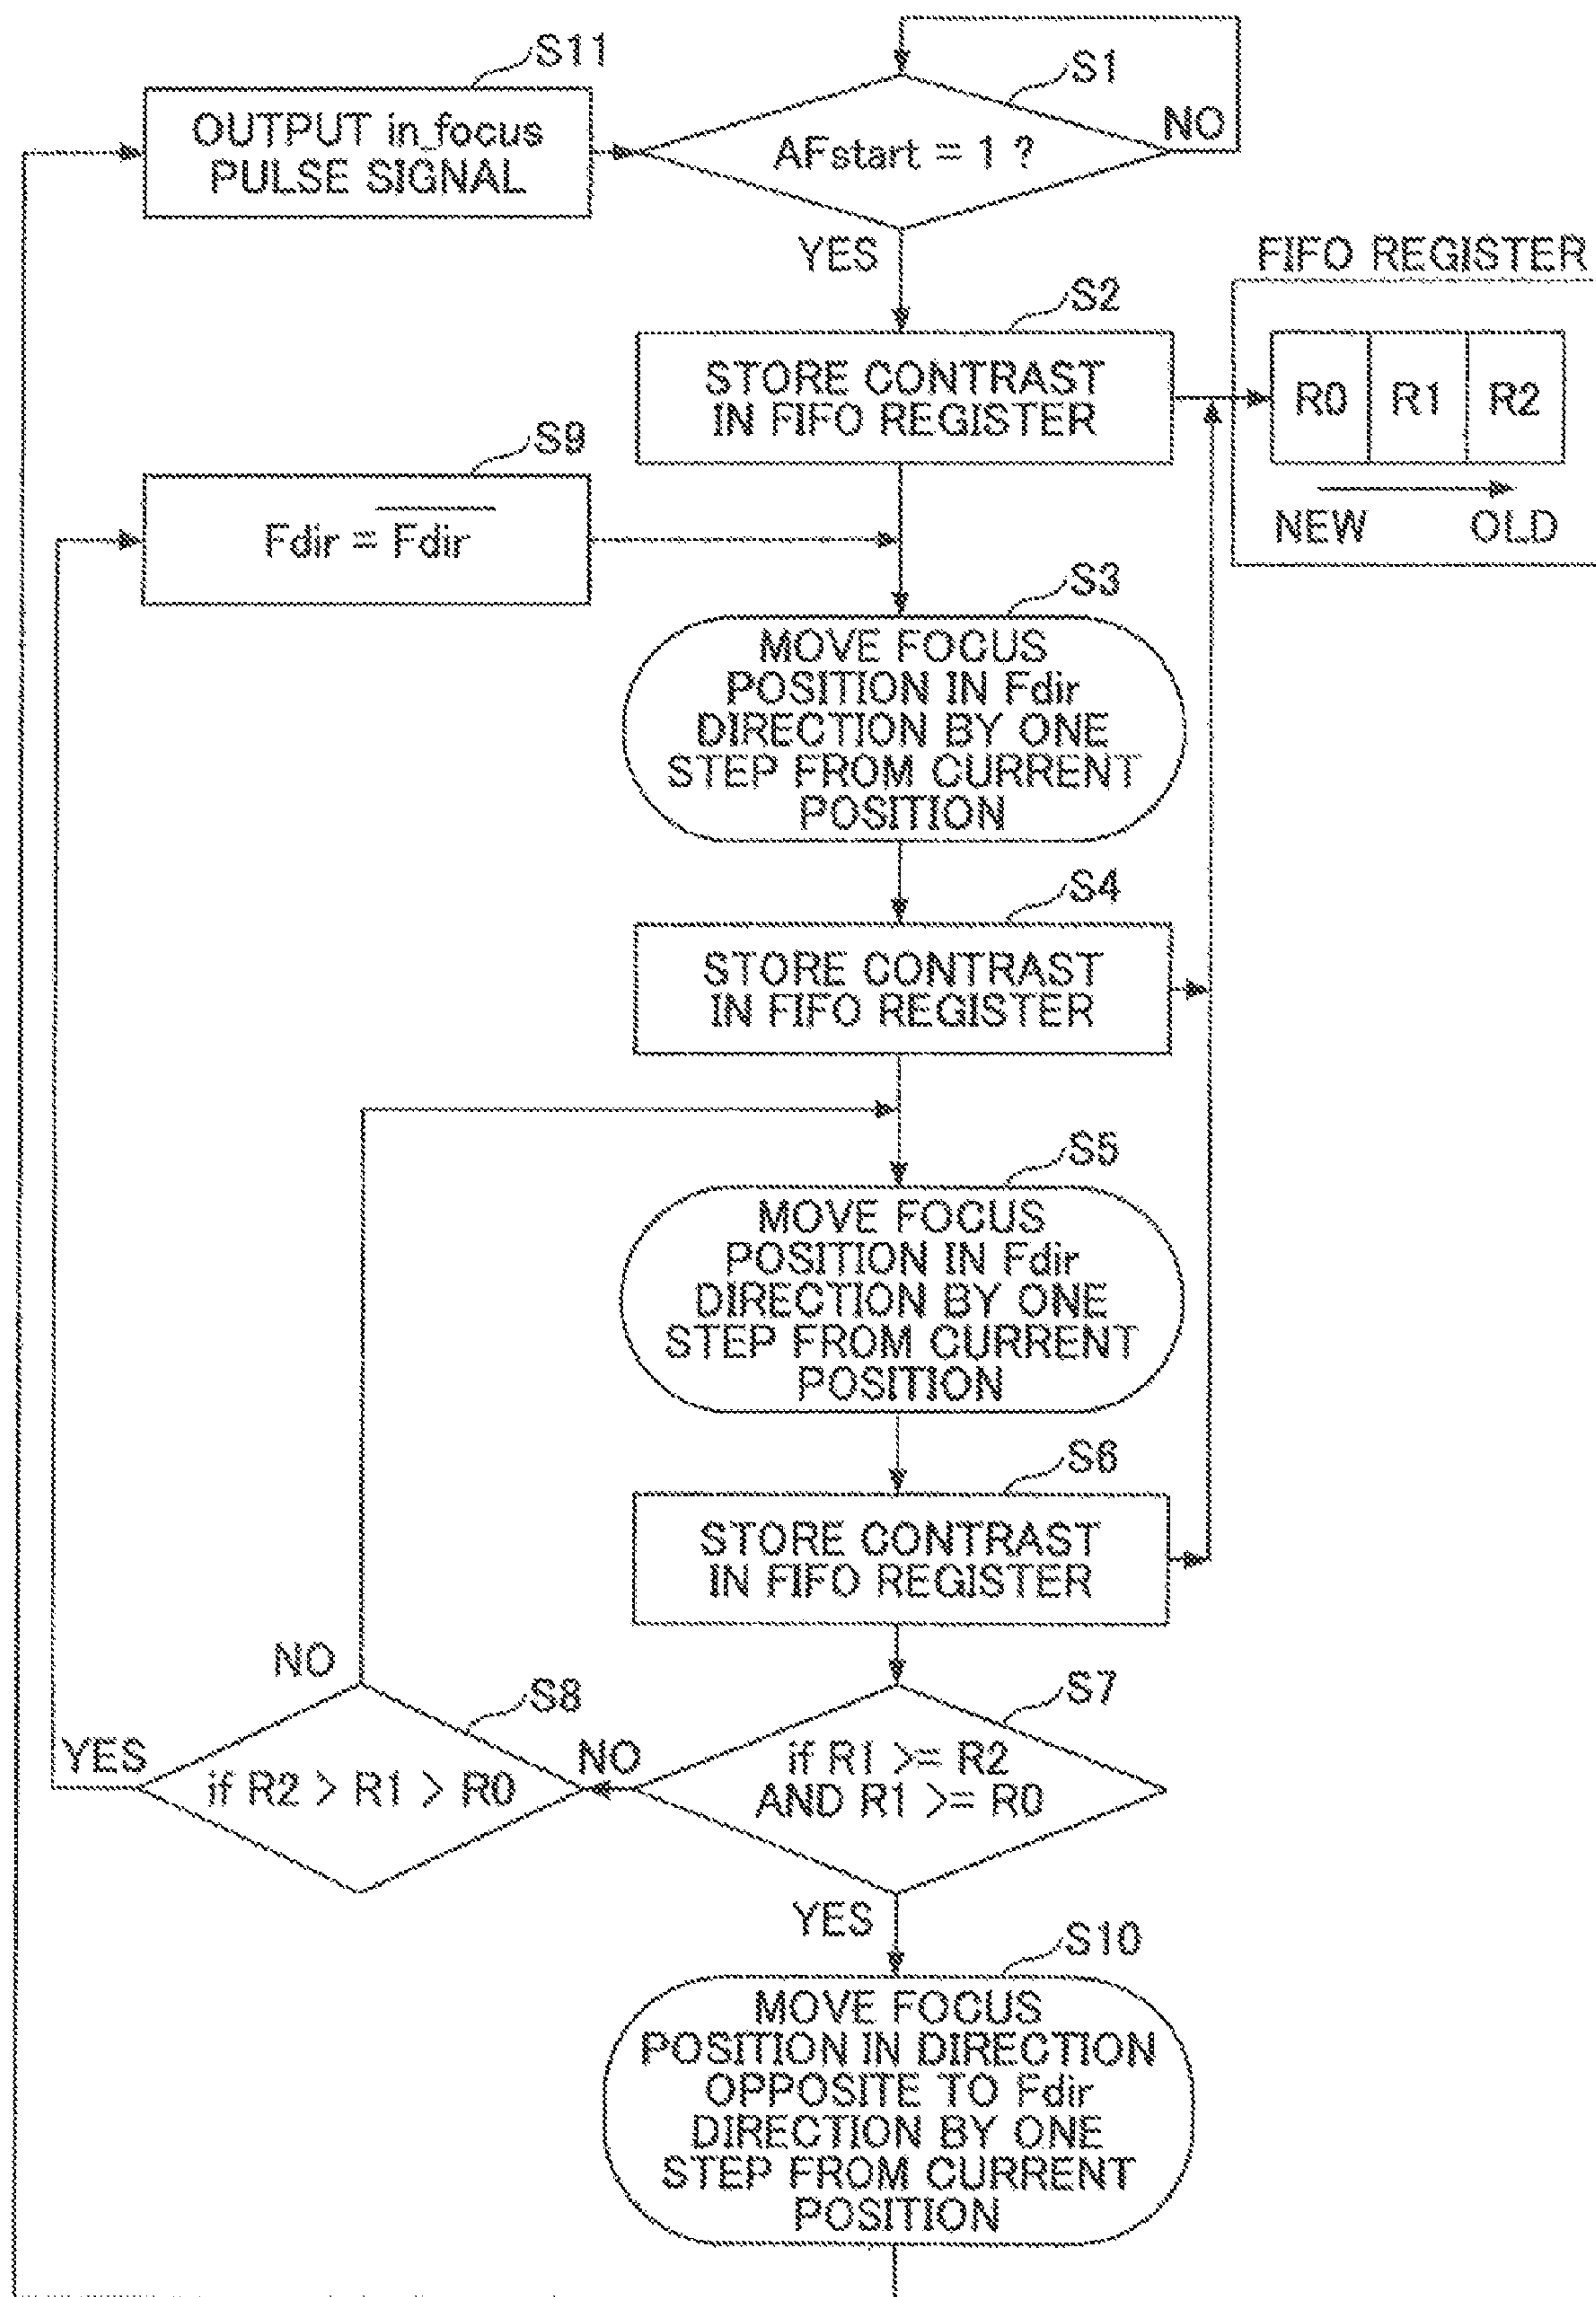 S11
OUTPUT in_focus
PULSE SIGNAL
S1
AFstart = 1 ?
NO
YES
FIFO REGISTER
S2
STORE CONTRAST
IN FIFO REGISTER
R0 R1 R2
NEW OLD
S9
Fdir = F̅d̅i̅r̅
S3
MOVE FOCUS
POSITION IN Fdir
DIRECTION BY ONE
STEP FROM CURRENT
POSITION
S4
STORE CONTRAST
IN FIFO REGISTER
S5
MOVE FOCUS
POSITION IN Fdir
DIRECTION BY ONE
STEP FROM CURRENT
POSITION
S6
STORE CONTRAST
IN FIFO REGISTER
NO
S8
YES
if R2 > R1 > R0
NO
S7
if R1 >= R2
AND R1 >= R0
YES
S10
MOVE FOCUS
POSITION IN DIRECTION
OPPOSITE TO Fdir
DIRECTION BY ONE
STEP FROM CURRENT
POSITION